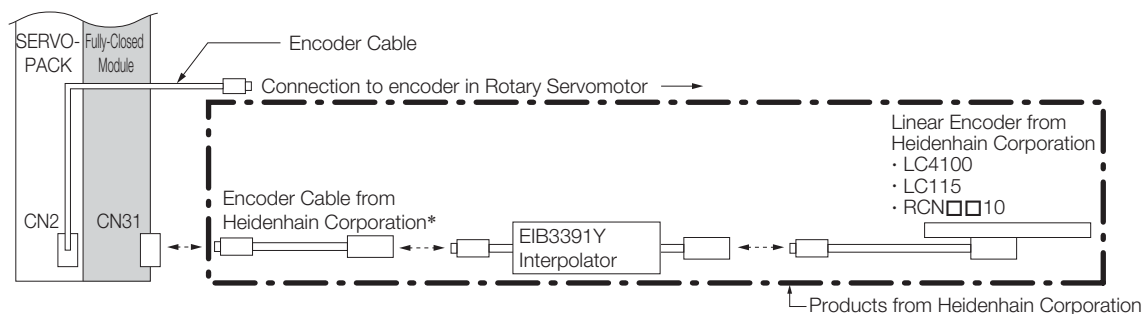 SERVO-
PACK
Fully-Closed
Module
Encoder Cable
Connection to encoder in Rotary Servomotor
Linear Encoder from
Heidenhain Corporation
· LC4100
· LC115
· RCN□□10
Encoder Cable from
Heidenhain Corporation*
CN2
CN31
EIB3391Y
Interpolator
Products from Heidenhain Corporation